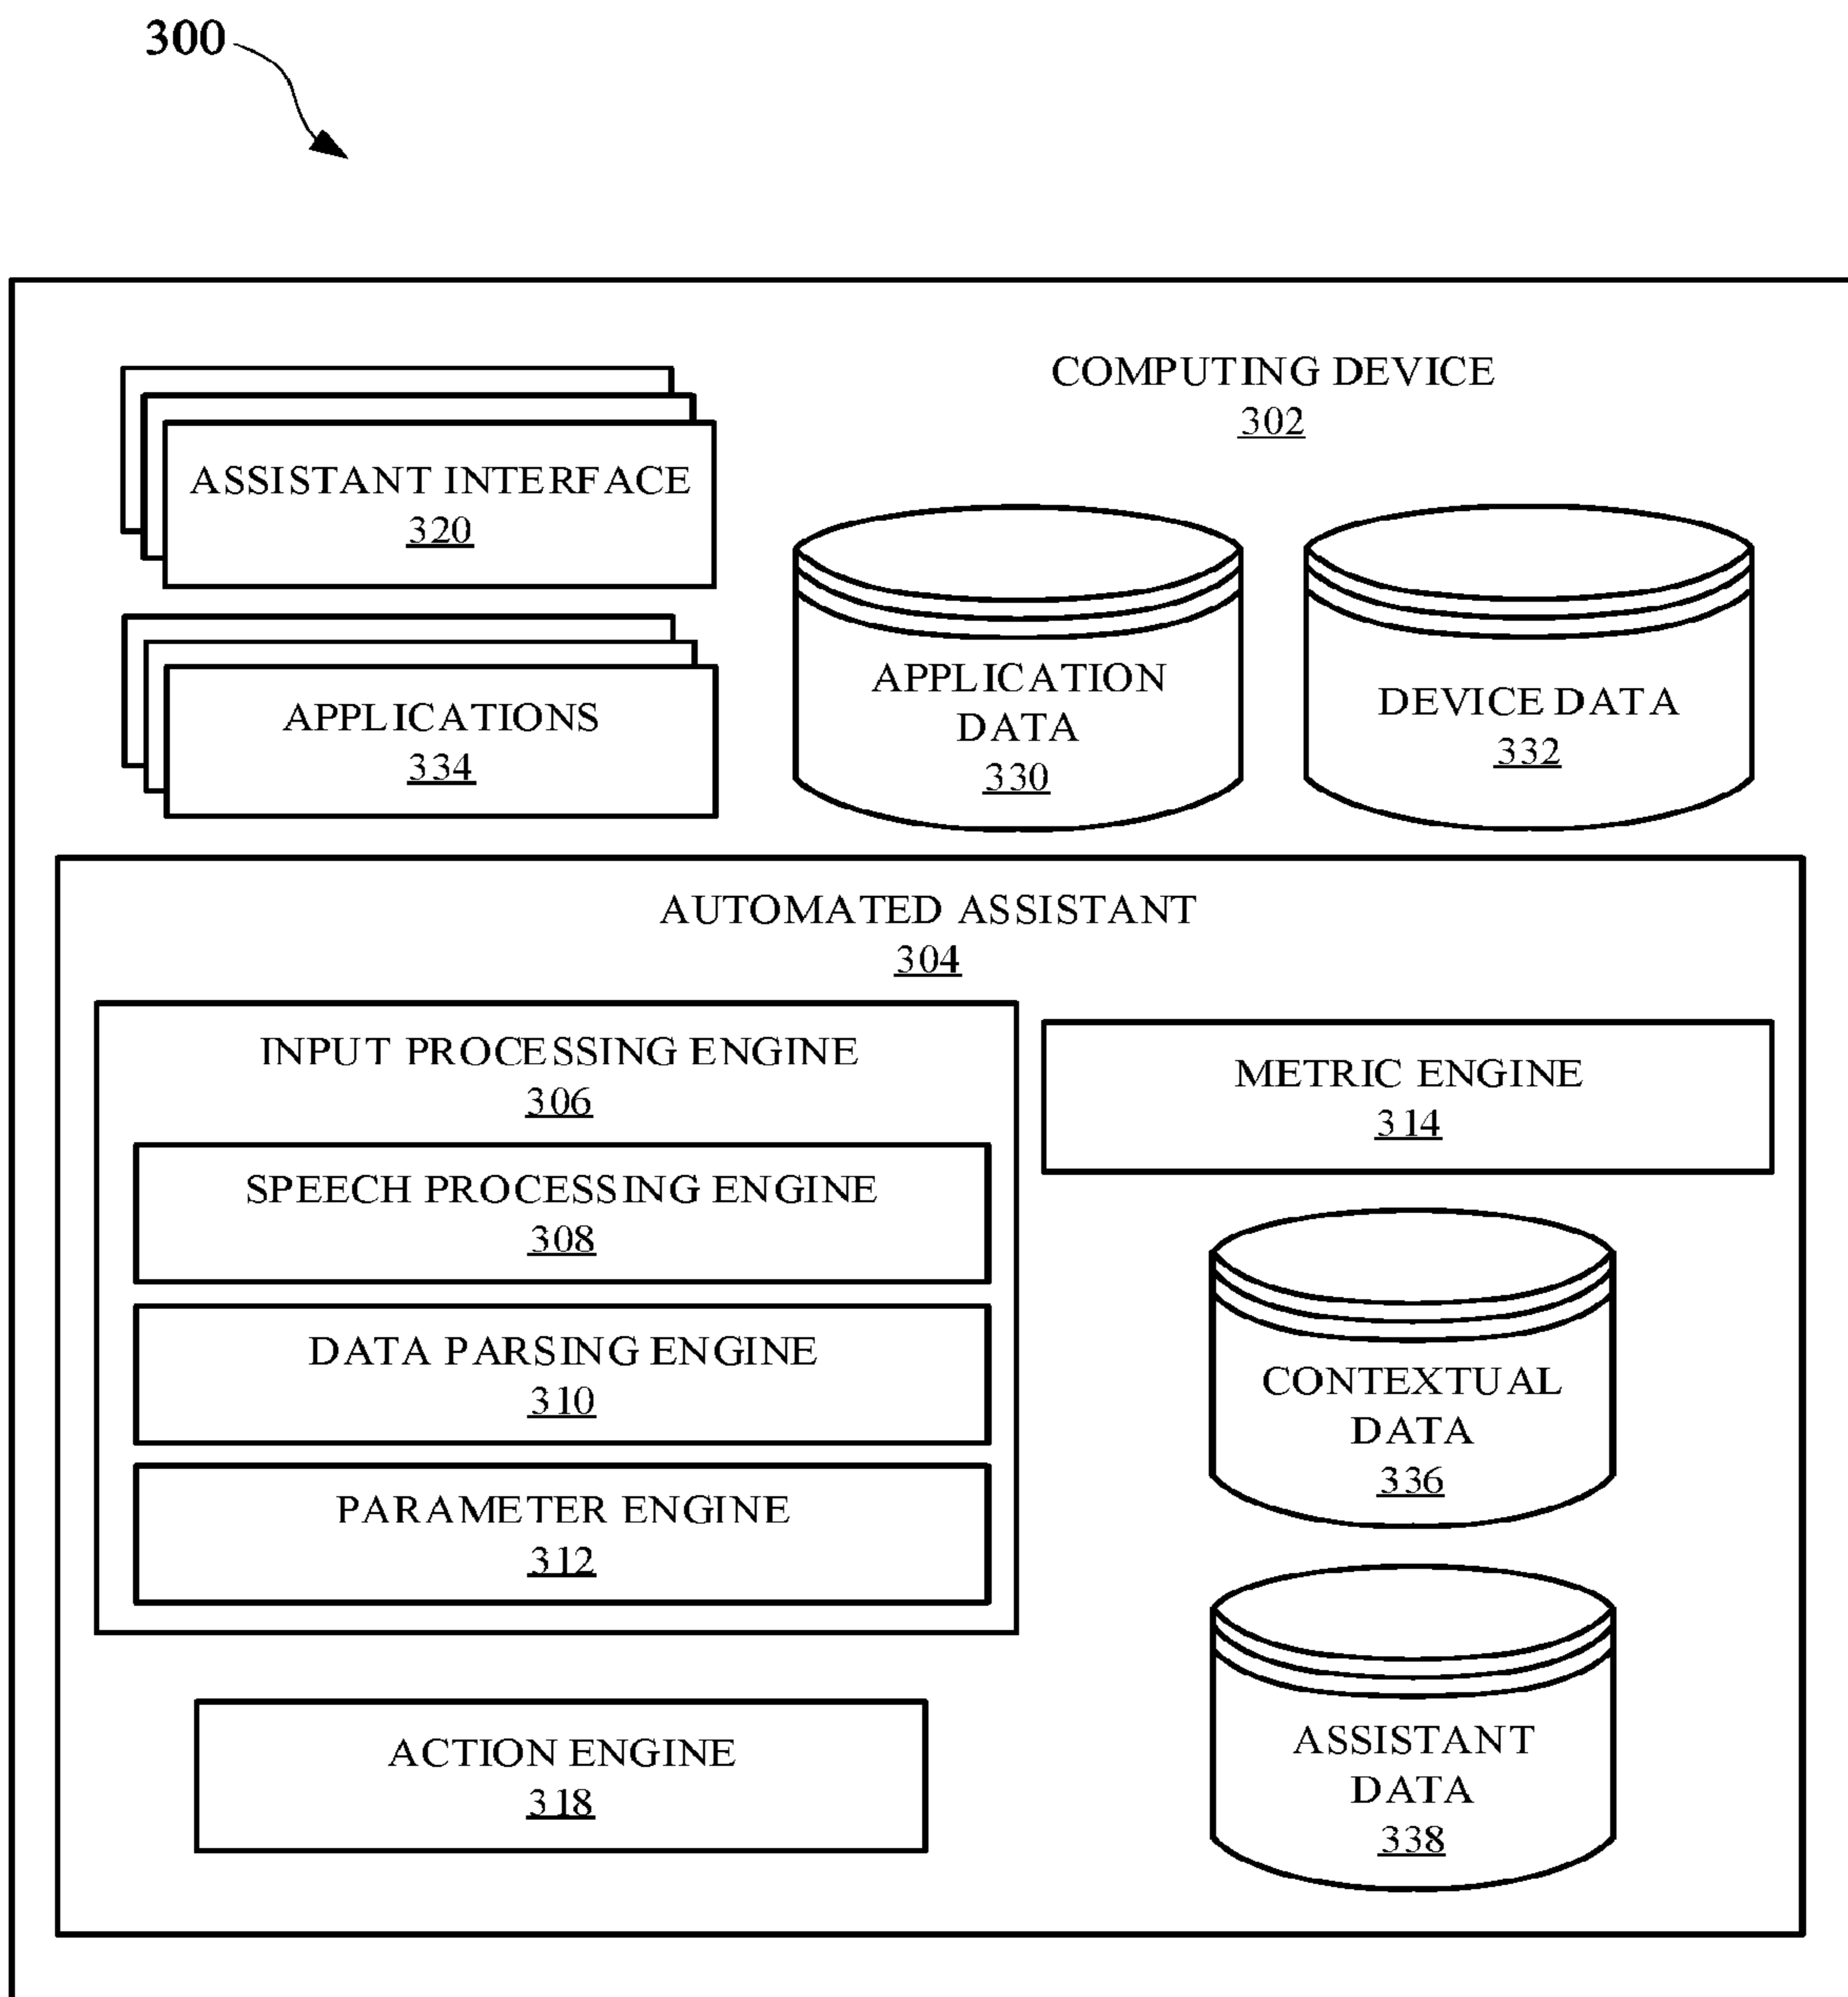 300
COMPUTING DEVICE
302
ASSISTANT INTERFACE
320
APPLICATIONS
334
APPLICATION
DATA
330
DEVICE DATA
332
AUTOMATED ASSISTANT
304
INPUT PROCESSING ENGINE
306
SPEECH PROCESSING ENGINE
308
DATA PARSING ENGINE
310
PARAMETER ENGINE
312
ACTION ENGINE
318
METRIC ENGINE
314
CONTEXTUAL
DATA
336
ASSISTANT
DATA
338